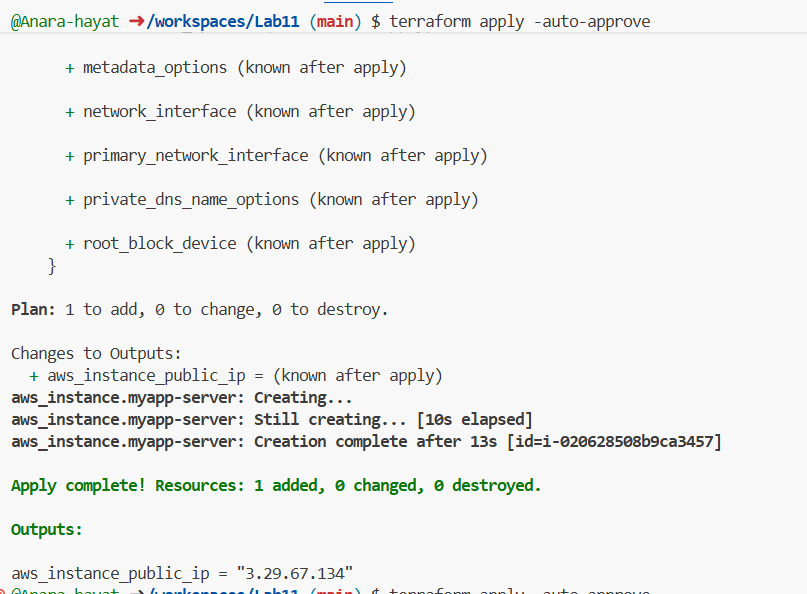 @Anara-hayat ➜/workspaces/Lab11 (main) $ terraform apply -auto-approve
+ metadata_options (known after apply)
+ network_interface (known after apply)
+ primary_network_interface (known after apply)
+ private_dns_name_options (known after apply)
+ root_block_device (known after apply)
}
Plan: 1 to add, 0 to change, 0 to destroy.
Changes to Outputs:
+ aws_instance_public_ip = (known after apply)
aws_instance.myapp-server: Creating...
aws_instance.myapp-server: Still creating... [10s elapsed]
aws_instance.myapp-server: Creation complete after 13s [id=i-020628508b9ca3457]
Apply complete! Resources: 1 added, 0 changed, 0 destroyed.
Outputs:
aws_instance_public_ip = "3.29.67.134"
@Anara-hayat ➜/workspaces/Lab11 (main) $ terraform apply -auto-approve